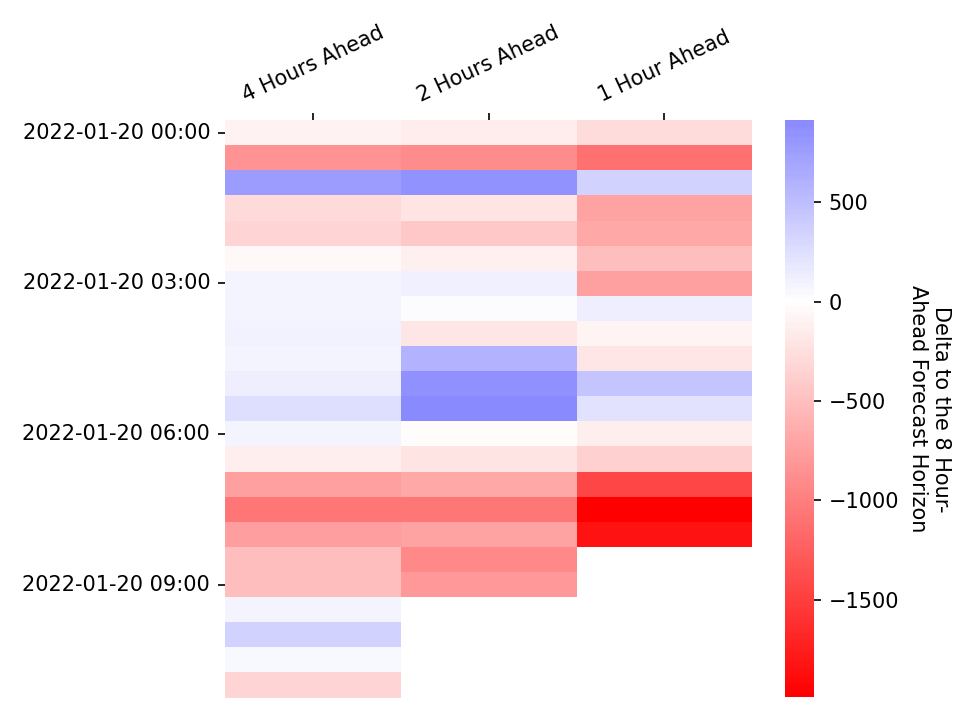 4 Hours Ahead
2 Hours Ahead
1 Hour Ahead
2022-01-20 00:00
2022-01-20 03:00
2022-01-20 06:00
2022-01-20 09:00
500
0
−500
−1000
−1500
Delta to the 8 Hour-
Ahead Forecast Horizon